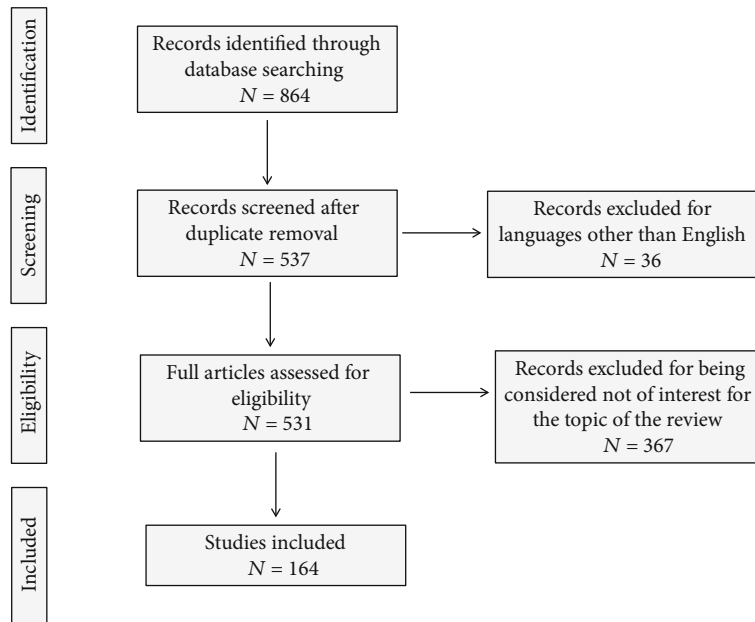 Identification
Records identified through
database searching
N = 864
Screening
Records screened after
duplicate removal
N = 537
Records excluded for
languages other than English
N = 36
Eligibility
Full articles assessed for
eligibility
N = 531
Records excluded for being
considered not of interest for
the topic of the review
N = 367
Included
Studies included
N = 164